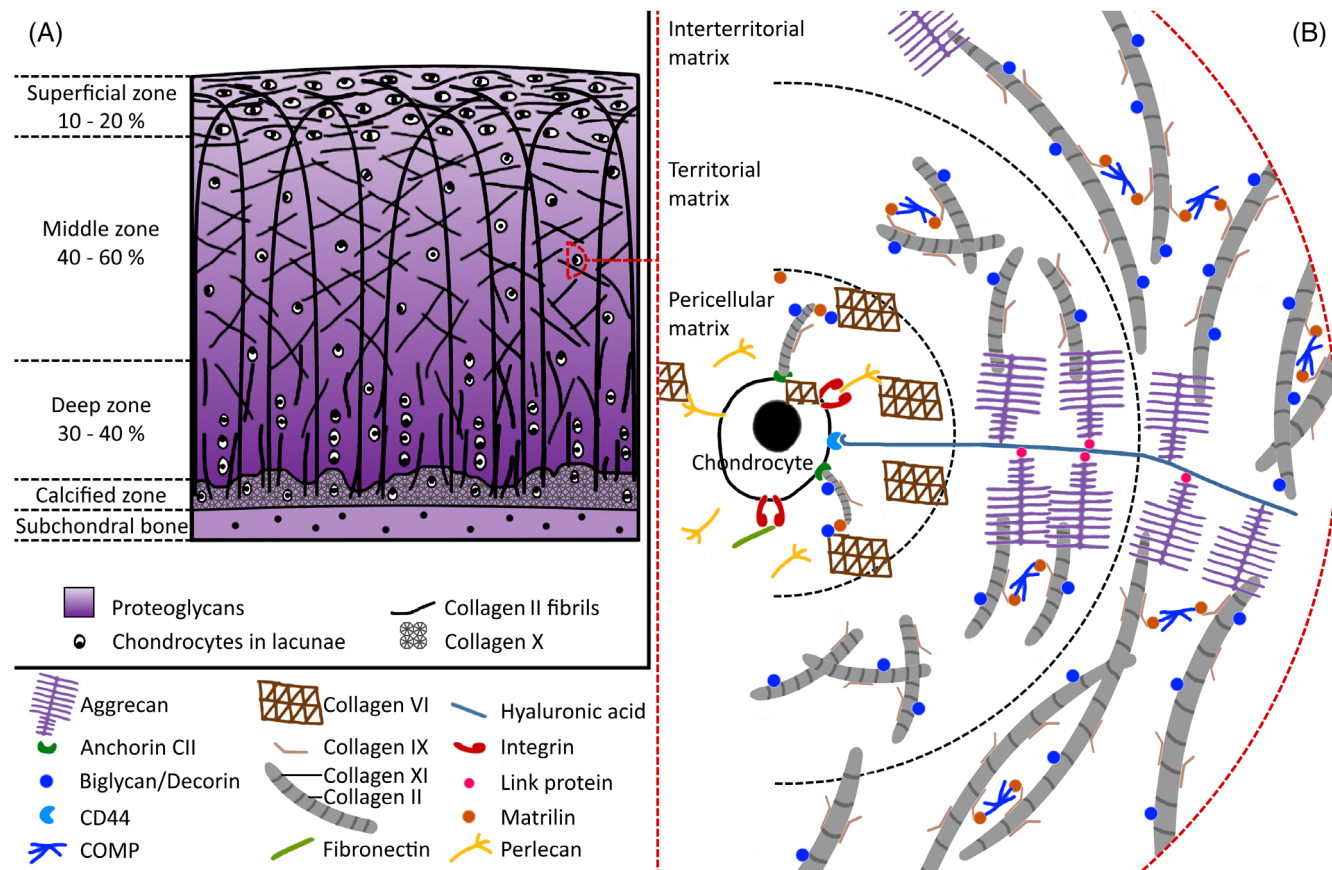 (A)
Superficial zone
10 - 20 %
Middle zone
40 - 60 %
Deep zone
30 - 40 %
Calcified zone
Subchondral bone
Proteoglycans
Chondrocytes in lacunae
Collagen II fibrils
Collagen X
(B)
Interterritorial
matrix
Territorial
matrix
Pericellular
matrix
Chondrocyte
Aggrecan
Anchorin CII
Biglycan/Decorin
CD44
COMP
Collagen VI
Collagen IX
Collagen XI
Collagen II
Fibronectin
Hyaluronic acid
Integrin
Link protein
Matrilin
Perlecan